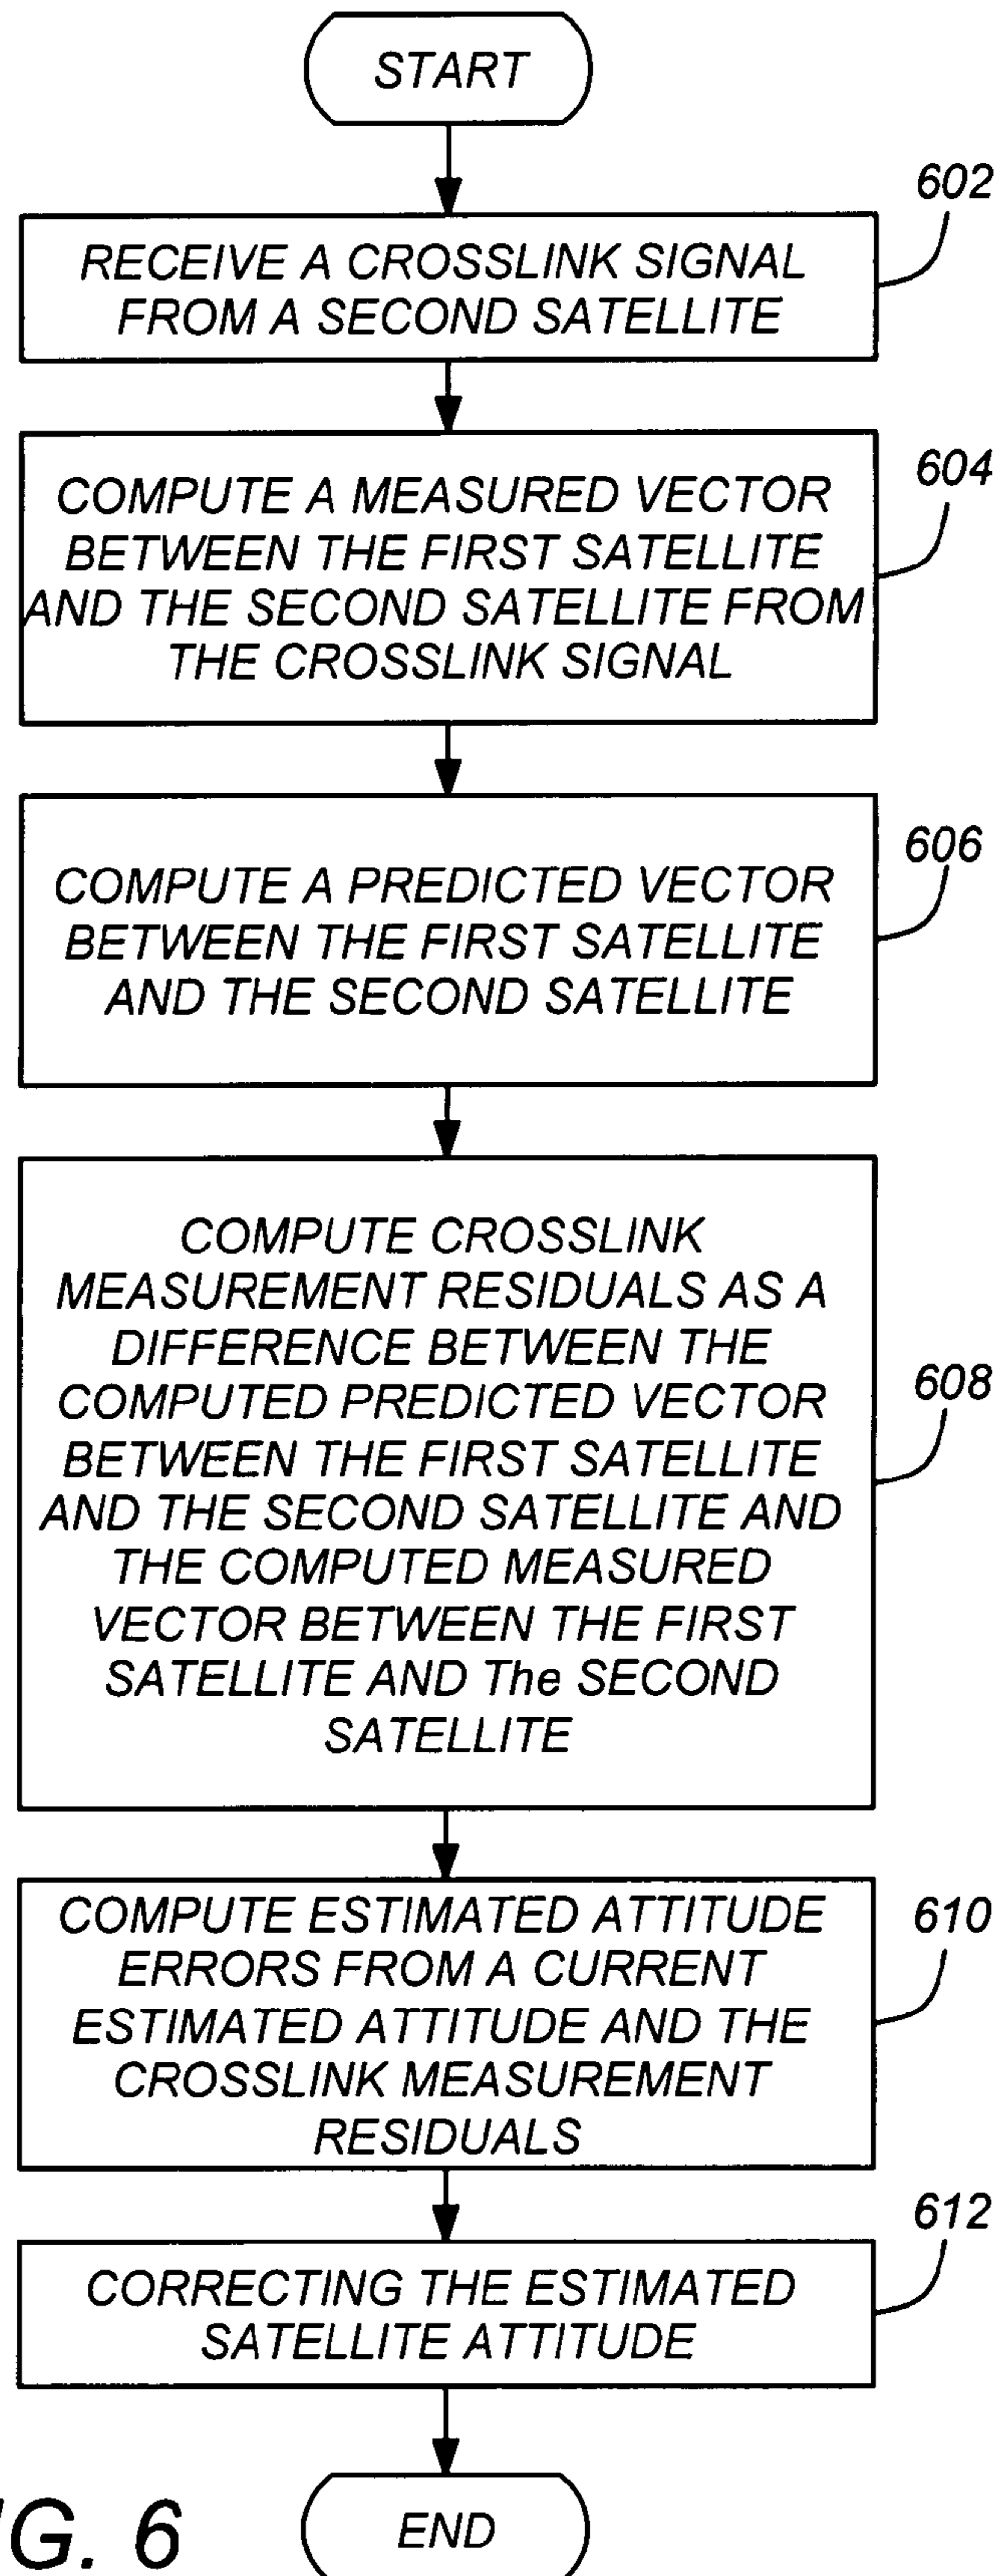 START
602
RECEIVE A CROSSLINK SIGNAL
FROM A SECOND SATELLITE
604
COMPUTE A MEASURED VECTOR
BETWEEN THE FIRST SATELLITE
AND THE SECOND SATELLITE FROM
THE CROSSLINK SIGNAL
606
COMPUTE A PREDICTED VECTOR
BETWEEN THE FIRST SATELLITE
AND THE SECOND SATELLITE
608
COMPUTE CROSSLINK
MEASUREMENT RESIDUALS AS A
DIFFERENCE BETWEEN THE
COMPUTED PREDICTED VECTOR
BETWEEN THE FIRST SATELLITE
AND THE SECOND SATELLITE AND
THE COMPUTED MEASURED
VECTOR BETWEEN THE FIRST
SATELLITE AND The SECOND
SATELLITE
610
COMPUTE ESTIMATED ATTITUDE
ERRORS FROM A CURRENT
ESTIMATED ATTITUDE AND THE
CROSSLINK MEASUREMENT
RESIDUALS
612
CORRECTING THE ESTIMATED
SATELLITE ATTITUDE
END
G. 6